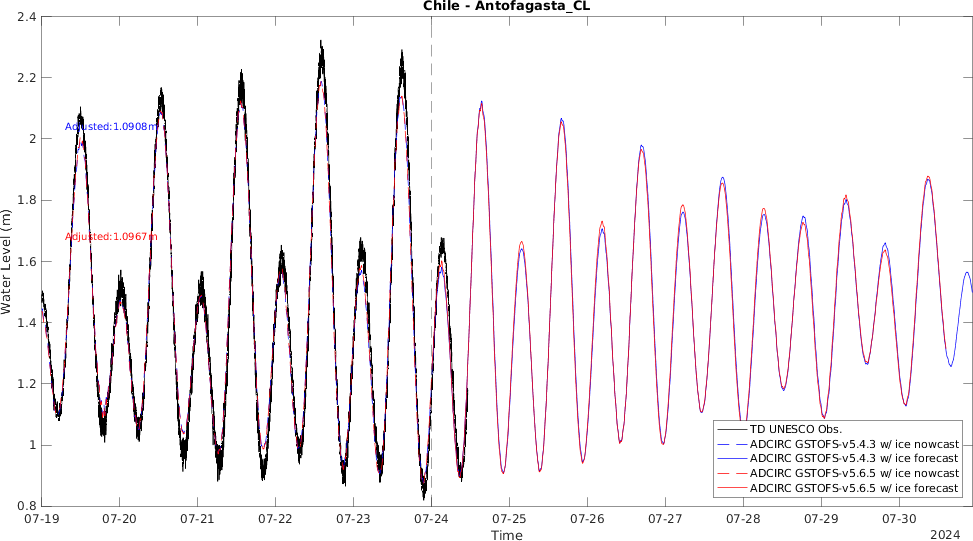 Chile - Antofagasta_CL
2.4
2.2
2
1.8
1.6
1.4
1.2
1
0.8
Water Level (m)
Adjusted:1.0908m
Adjusted:1.0967m
TD UNESCO Obs.
ADCIRC GSTOFS-v5.4.3 w/ ice nowcast
ADCIRC GSTOFS-v5.4.3 w/ ice forecast
ADCIRC GSTOFS-v5.6.5 w/ ice nowcast
ADCIRC GSTOFS-v5.6.5 w/ ice forecast
07-19 07-20 07-21 07-22 07-23 07-24 07-25 07-26 07-27 07-28 07-29 07-30
Time
2024